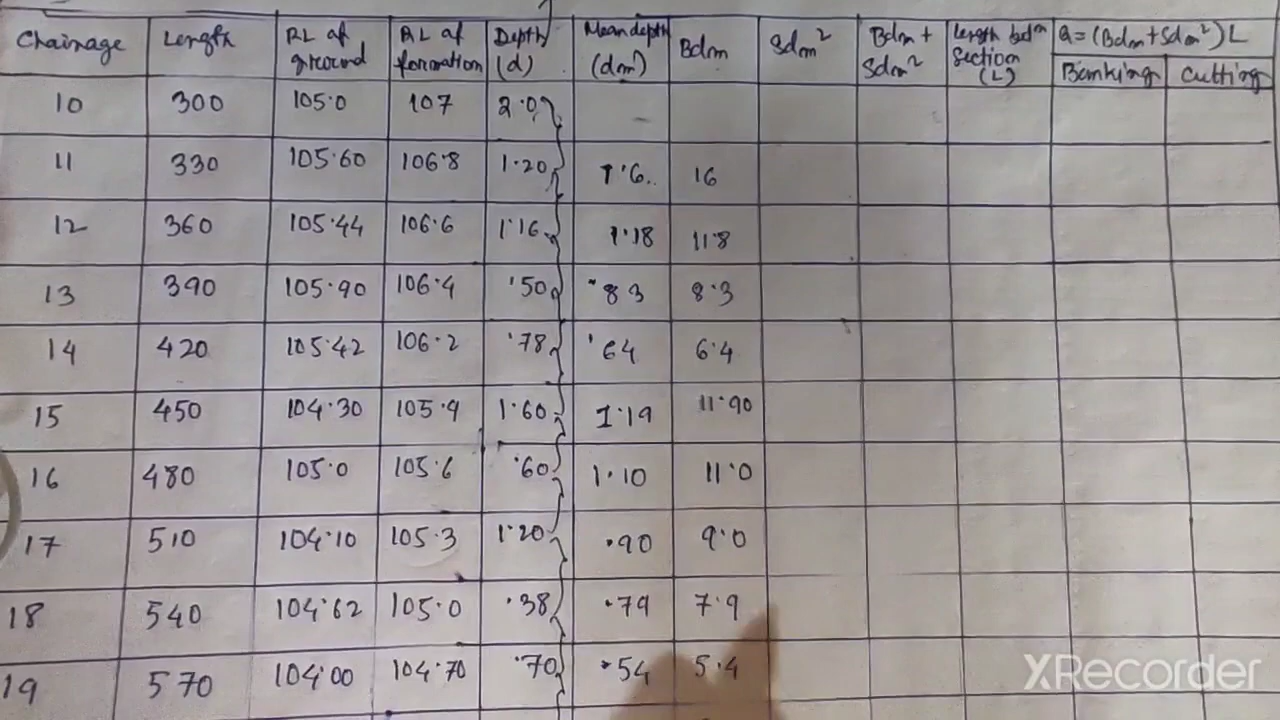 Chainage Length RL of ground RL of formation Depth (d) Mean depth (dm) Bdm Sdm² Bdm + Sdm² Length betn Section (L) Q = (Bdm+Sdm²) L
Banking Cutting
10 300 105.0 107 2.0 -
11 330 105.60 106.8 1.20 1.6 16
12 360 105.44 106.6 1.16 1.18 11.8
13 390 105.90 106.4 .50 .83 8.3
14 420 105.42 106.2 .78 .64 6.4
15 450 104.30 105.9 1.60 1.19 11.90
16 480 105.0 105.6 .60 1.10 11.0
17 510 104.10 105.3 1.20 .90 9.0
18 540 104.62 105.0 .38 .79 7.9
19 570 104.00 104.70 .70 .54 5.4
XRecorder